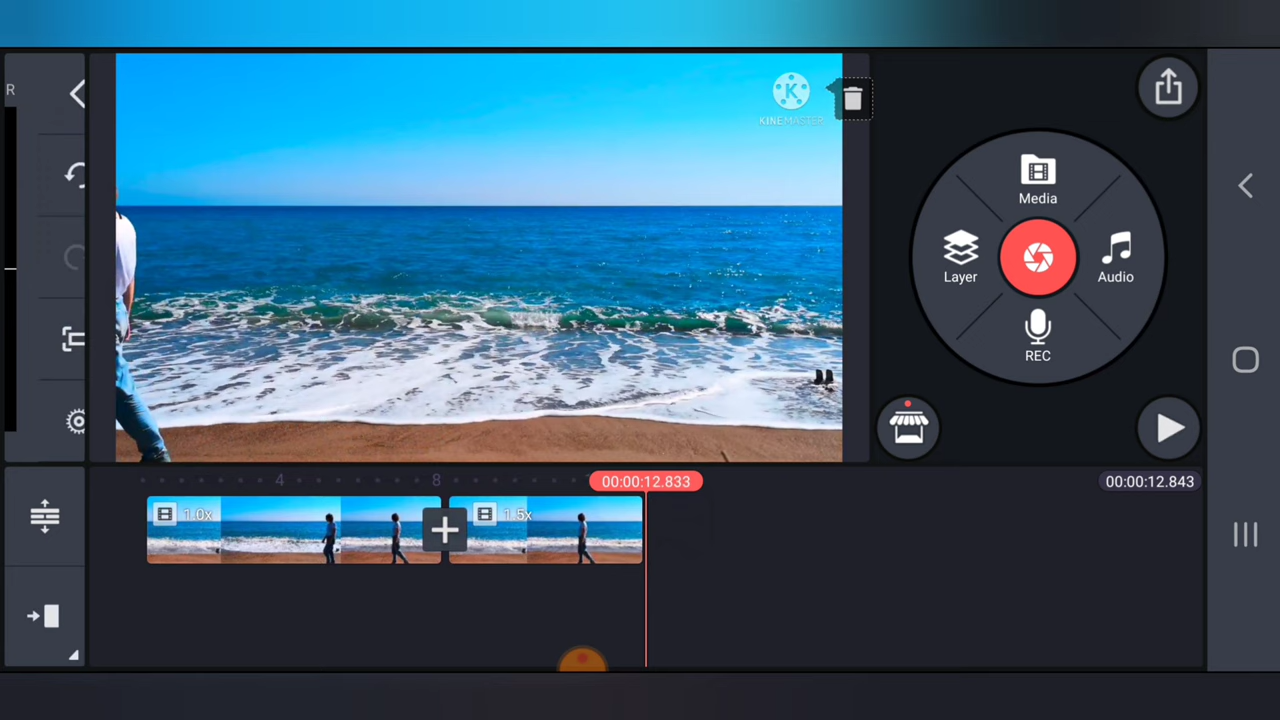 R
K
KINEMASTER
Media
Layer
Audio
REC
4
8
00:00:12.833
00:00:12.843
1.0x
1.5x